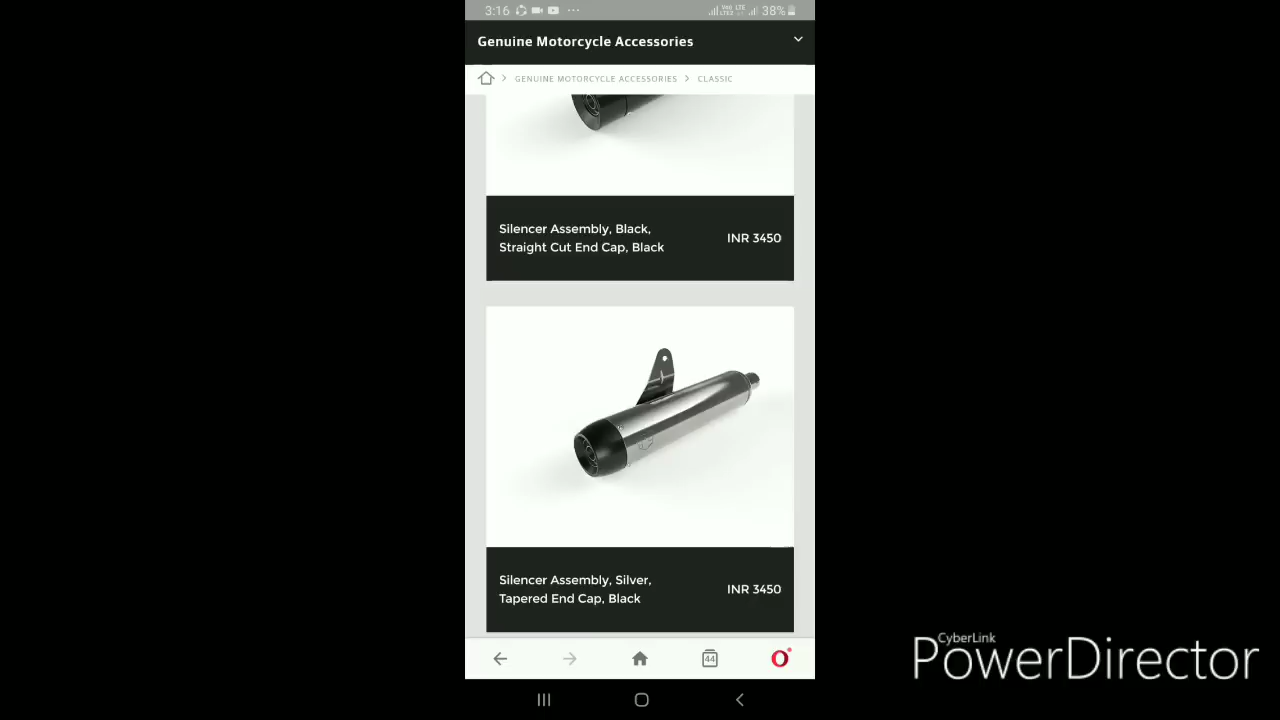 3:16
38%
Genuine Motorcycle Accessories
GENUINE MOTORCYCLE ACCESSORIES > CLASSIC
Silencer Assembly, Black,
Straight Cut End Cap, Black
INR 3450
Silencer Assembly, Silver,
Tapered End Cap, Black
INR 3450
44
CyberLink
PowerDirector